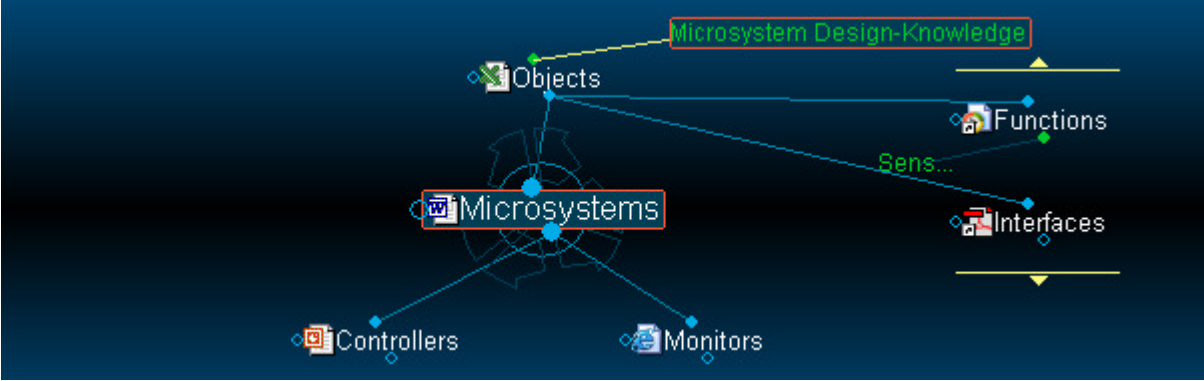 Microsystem Design-Knowledge
Objects
Functions
Sens...
Microsystems
Interfaces
Controllers
Monitors